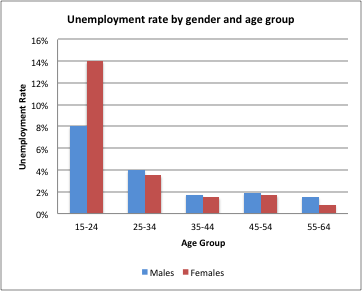 Unemployment rate by gender and age group
16%
14%
12%
10%
8%
6%
4%
2%
0%
Unemployment Rate
15-24 25-34 35-44 45-54 55-64
Age Group
Males Females